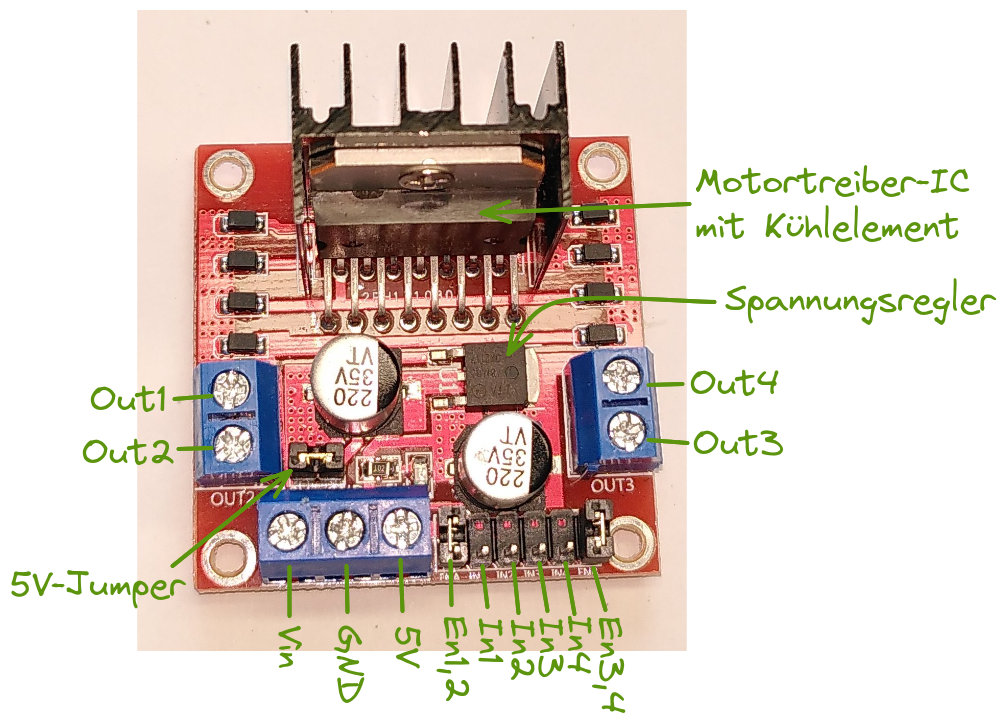 Motortreiber-IC
mit Kühlelement
Spannungsregler
220
35V
VT
Out1
Out4
Out2
Out3
220
35V
VT
OUT2
OUT3
5V-Jumper
Vin
GND
5V
En1,2
In1
In2
In3
In4
En3,4